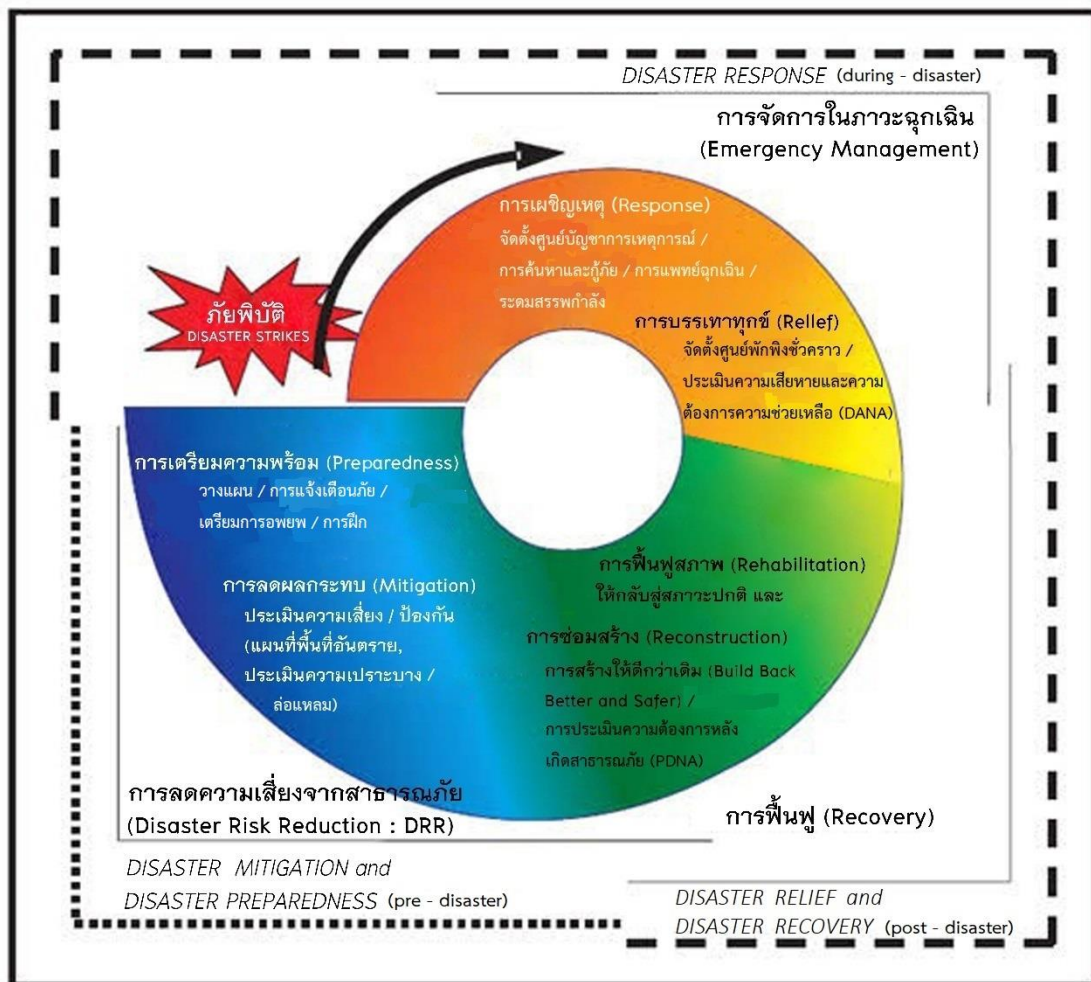 DISASTER RESPONSE (during - disaster)
การจัดการในภาวะฉุกเฉิน
(Emergency Management)
การเผชิญเหตุ (Response)
จัดตั้งศูนย์บัญชาการเหตุการณ์ /
การค้นหาและกู้ภัย / การแพทย์ฉุกเฉิน /
ระดมสรรพกำลัง
ภัยพิบัติ
DISASTER STRIKES
การบรรเทาทุกข์ (Rellef)
จัดตั้งศูนย์พักพิงชั่วคราว /
ประเมินความเสียหายและความ
ต้องการความช่วยเหลือ (DANA)
การเตรียมความพร้อม (Preparedness)
วางแผน / การแจ้งเตือนภัย /
เตรียมการอพยพ / การฝึก
การลดผลกระทบ (Mitigation)
ประเมินความเสี่ยง / ป้องกัน
(แผนที่พื้นที่อันตราย,
ประเมินความเปราะบาง /
ล่อแหลม)
การฟื้นฟูสภาพ (Rehabilitation)
ให้กลับสู่สภาวะปกติ และ
การซ่อมสร้าง (Reconstruction)
การสร้างให้ดีกว่าเดิม (Build Back
Better and Safer) /
การประเมินความต้องการหลัง
เกิดสาธารณภัย (PDNA)
การลดความเสี่ยงจากสาธารณภัย
(Disaster Risk Reduction : DRR)
การฟื้นฟู (Recovery)
DISASTER MITIGATION and
DISASTER PREPAREDNESS (pre - disaster)
DISASTER RELIEF and
DISASTER RECOVERY (post - disaster)